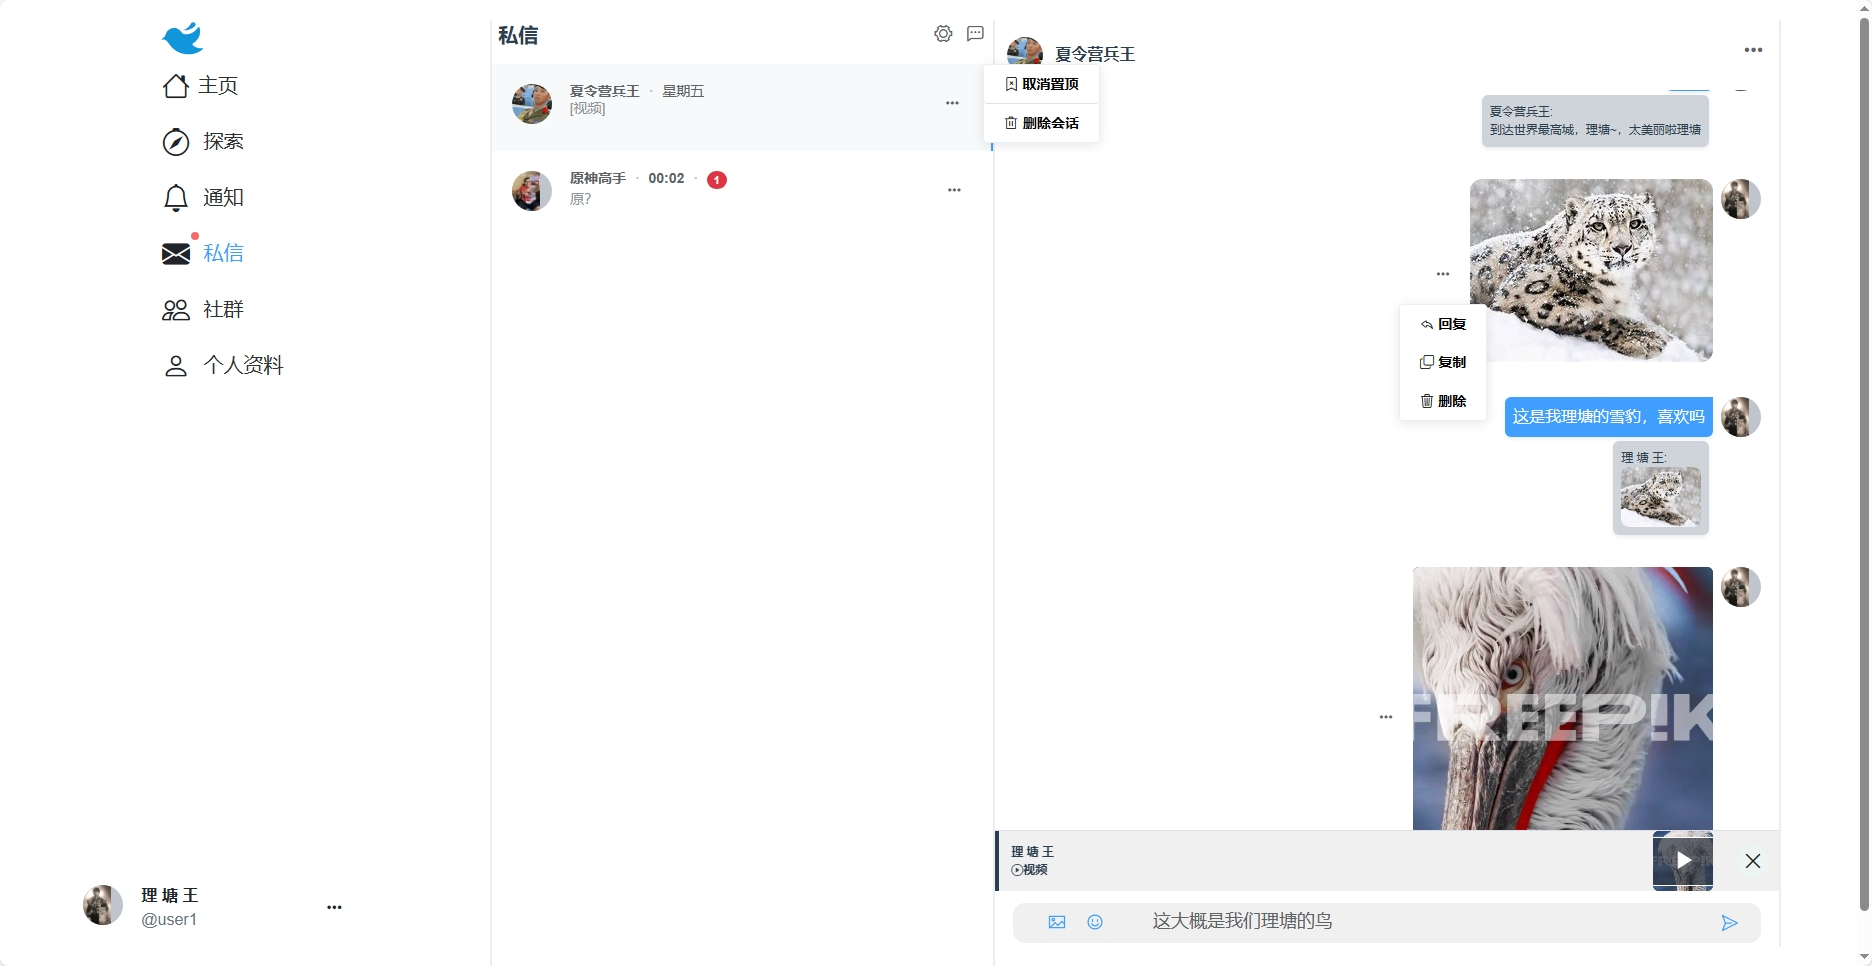 主页
探索
通知
私信
社群
个人资料
理 塘 王
@user1
私信
夏令营兵王 · 星期五
[视频]
原神高手 · 00:02 · 1
原?
取消置顶
删除会话
夏令营兵王
夏令营兵王:
到达世界最高城，理塘~，太美丽啦理塘
回复
复制
删除
这是我理塘的雪豹，喜欢吗
理 塘 王:
FREEP!K
理 塘 王
视频
这大概是我们理塘的鸟